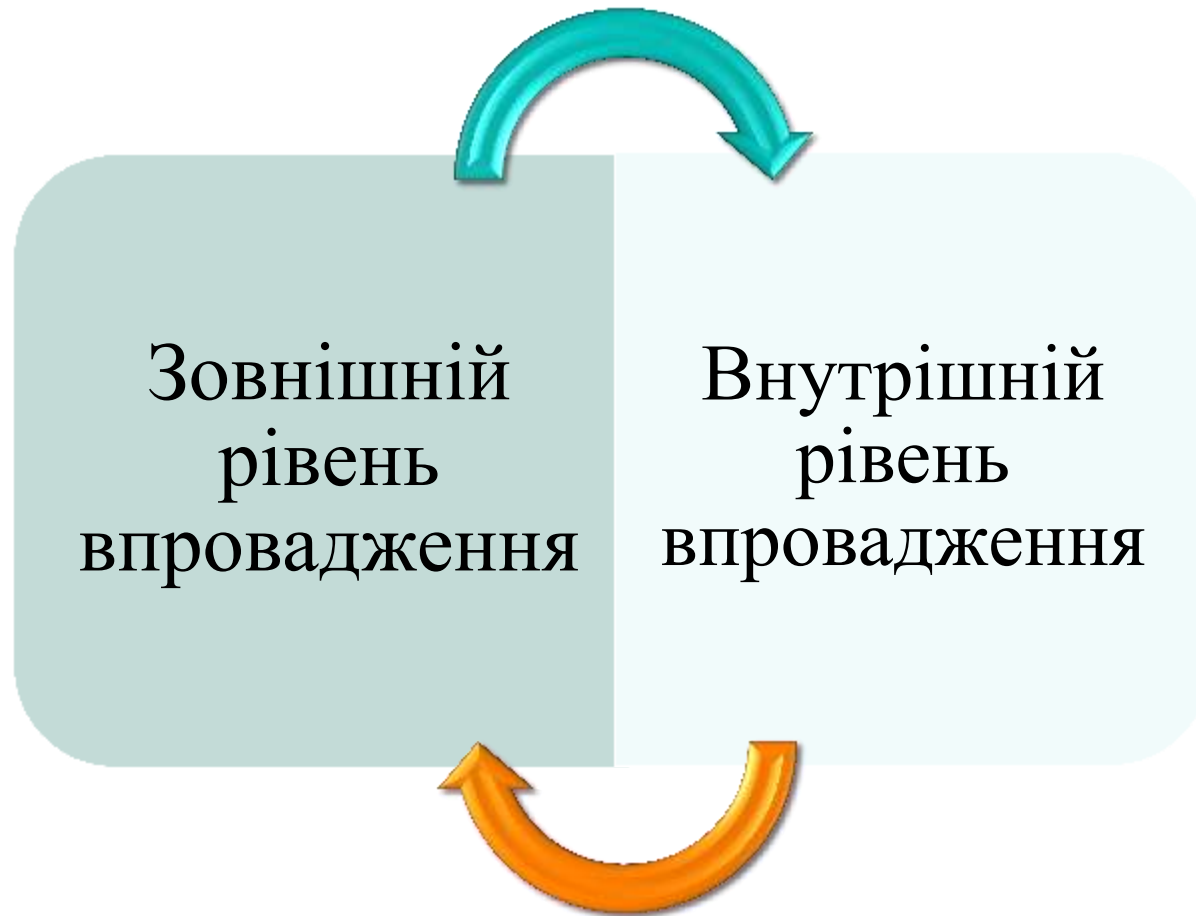 Зовнішній
рівень
впровадження
Внутрішній
рівень
впровадження